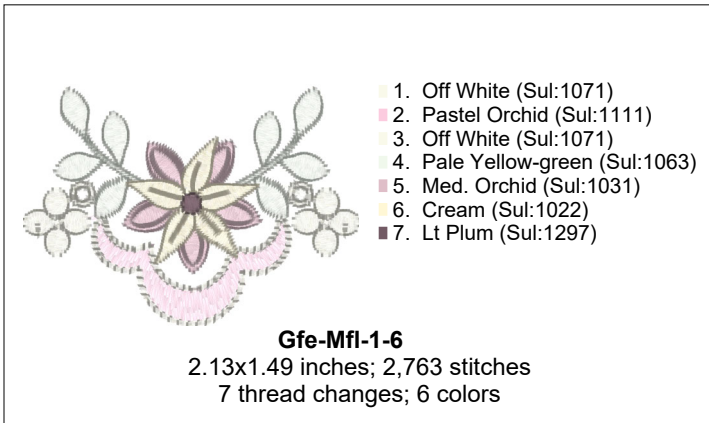 1. Off White (Sul:1071)
2. Pastel Orchid (Sul:1111)
3. Off White (Sul:1071)
4. Pale Yellow-green (Sul:1063)
5. Med. Orchid (Sul:1031)
6. Cream (Sul:1022)
7. Lt Plum (Sul:1297)
Gfe-Mfl-1-6
2.13x1.49 inches; 2,763 stitches
7 thread changes; 6 colors